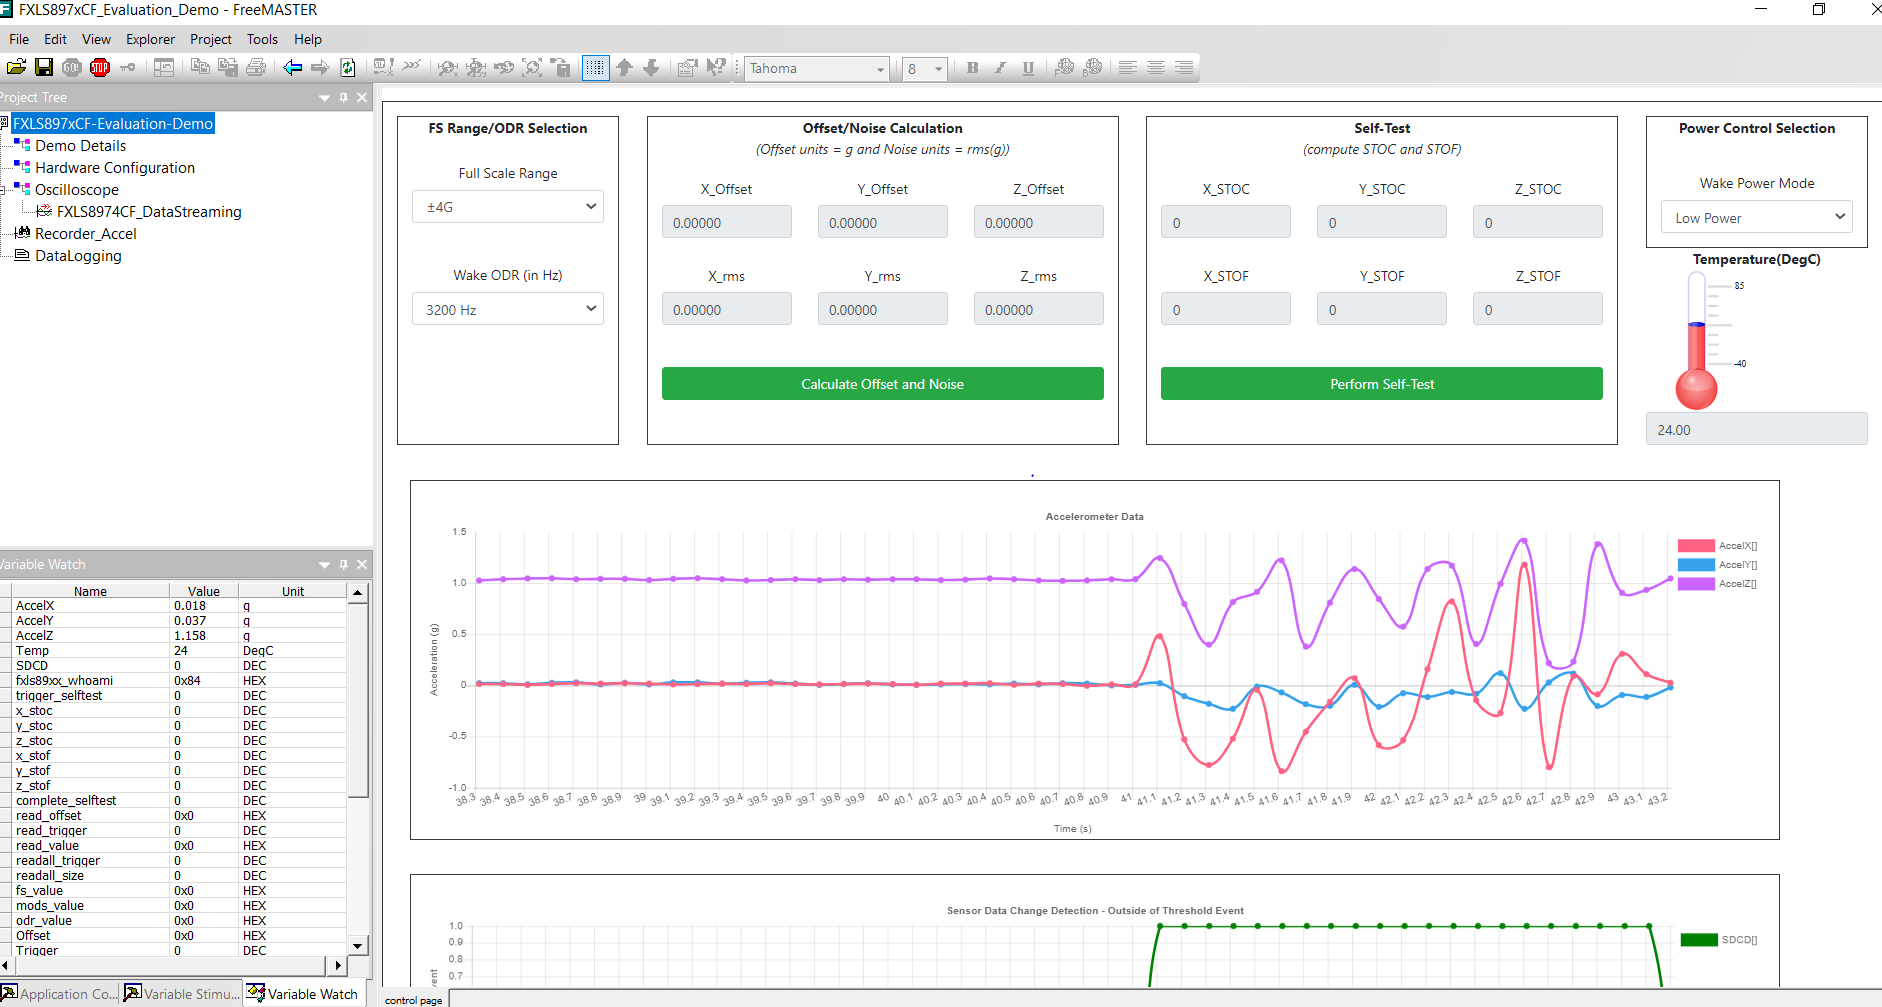 FXLS897xCF_Evaluation_Demo - FreeMASTER
File Edit View Explorer Project Tools Help
GO! STOP Tahoma 8 B I U
Project Tree
FXLS897xCF-Evaluation-Demo
Demo Details
Hardware Configuration
Oscilloscope
FXLS8974CF_DataStreaming
Recorder_Accel
DataLogging
Variable Watch
Name Value Unit
AccelX 0.018 g
AccelY 0.037 g
AccelZ 1.158 g
Temp 24 DegC
SDCD 0 DEC
fxls89xx_whoami 0x84 HEX
trigger_selftest 0 DEC
x_stoc 0 DEC
y_stoc 0 DEC
z_stoc 0 DEC
x_stof 0 DEC
y_stof 0 DEC
z_stof 0 DEC
complete_selftest 0 DEC
read_offset 0x0 HEX
read_trigger 0 DEC
read_value 0x0 HEX
readall_trigger 0 DEC
readall_size 0 DEC
fs_value 0x0 HEX
mods_value 0x0 HEX
odr_value 0x0 HEX
Offset 0x0 HEX
Trigger 0 DEC
Application Co... Variable Stimu... Variable Watch
FS Range/ODR Selection
Full Scale Range
±4G
Wake ODR (in Hz)
3200 Hz
Offset/Noise Calculation
(Offset units = g and Noise units = rms(g))
X_Offset Y_Offset Z_Offset
0.00000 0.00000 0.00000
X_rms Y_rms Z_rms
0.00000 0.00000 0.00000
Calculate Offset and Noise
Self-Test
(compute STOC and STOF)
X_STOC Y_STOC Z_STOC
0 0 0
X_STOF Y_STOF Z_STOF
0 0 0
Perform Self-Test
Power Control Selection
Wake Power Mode
Low Power
Temperature(DegC)
85
-40
24.00
Accelerometer Data
1.5
1.0
0.5
0
-0.5
-1.0
Acceleration (g)
38.3 38.4 38.5 38.6 38.7 38.8 38.9 39 39.1 39.2 39.3 39.4 39.5 39.6 39.7 39.8 39.9 40 40.1 40.2 40.3 40.4 40.5 40.6 40.7 40.8 40.9 41 41.1 41.2 41.3 41.4 41.5 41.6 41.7 41.8 41.9 42 42.1 42.2 42.3 42.4 42.5 42.6 42.7 42.8 42.9 43 43.1 43.2
Time (s)
AccelX[]
AccelY[]
AccelZ[]
Sensor Data Change Detection - Outside of Threshold Event
1.0
0.9
0.8
0.7
vent
SDCD[]
control page